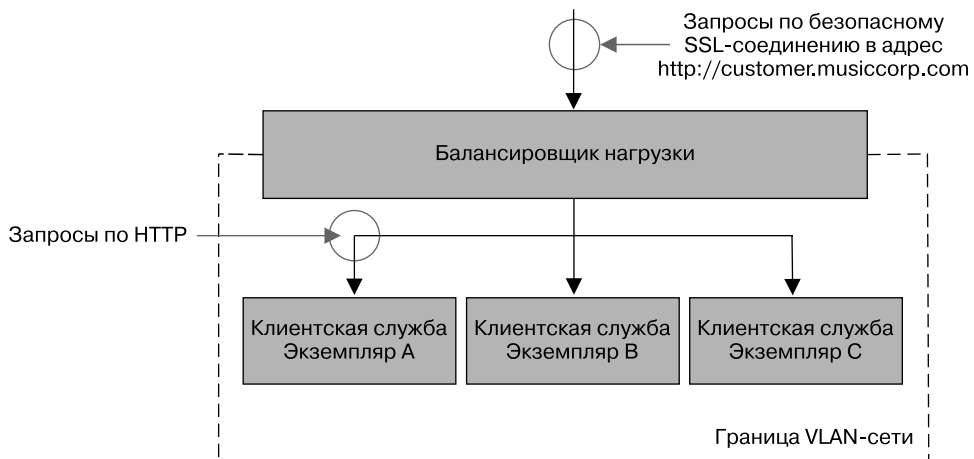 Запросы по безопасному
SSL-соединению в адрес
http://customer.musiccorp.com
Балансировщик нагрузки
Запросы по HTTP
Клиентская служба
Экземпляр A
Клиентская служба
Экземпляр B
Клиентская служба
Экземпляр C
Граница VLAN-сети